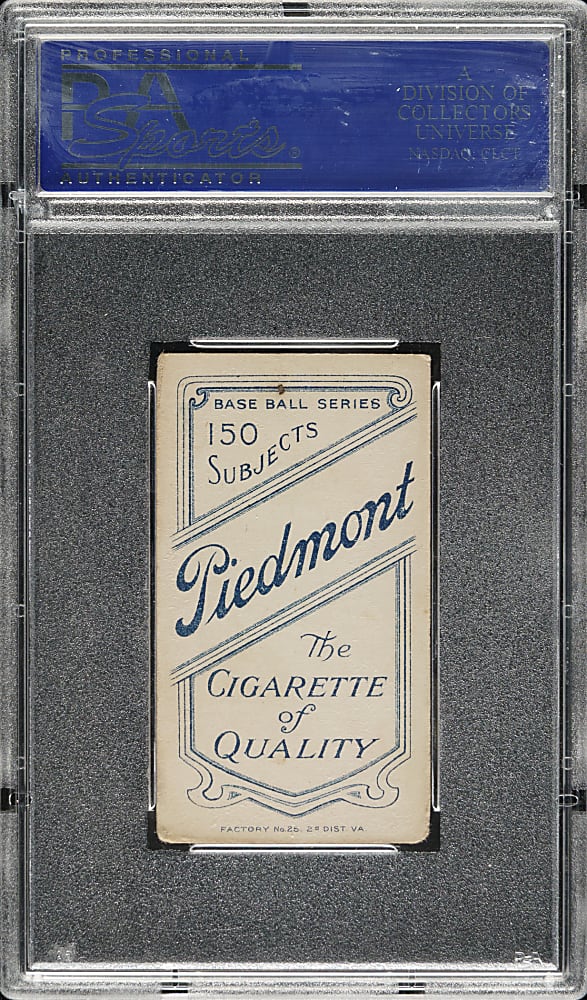 PROFESSIONAL
PSA
Sports®
AUTHENTICATOR
A
DIVISION OF
COLLECTORS
UNIVERSE
NASDAQ: CLCT
BASE BALL SERIES
150
SUBJECTS
Piedmont
The
CIGARETTE
of
QUALITY
FACTORY No. 25. 2D DIST. VA.
PSA